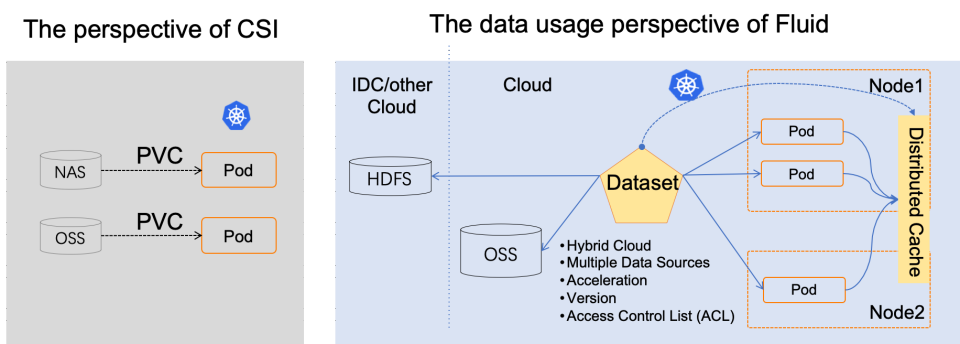 The perspective of CSI
NAS
PVC
Pod
OSS
PVC
Pod
The data usage perspective of Fluid
IDC/other
Cloud
Cloud
HDFS
OSS
Dataset
•Hybrid Cloud
•Multiple Data Sources
•Acceleration
•Version
•Access Control List (ACL)
Node1
Pod
Pod
Pod
Node2
Distributed Cache